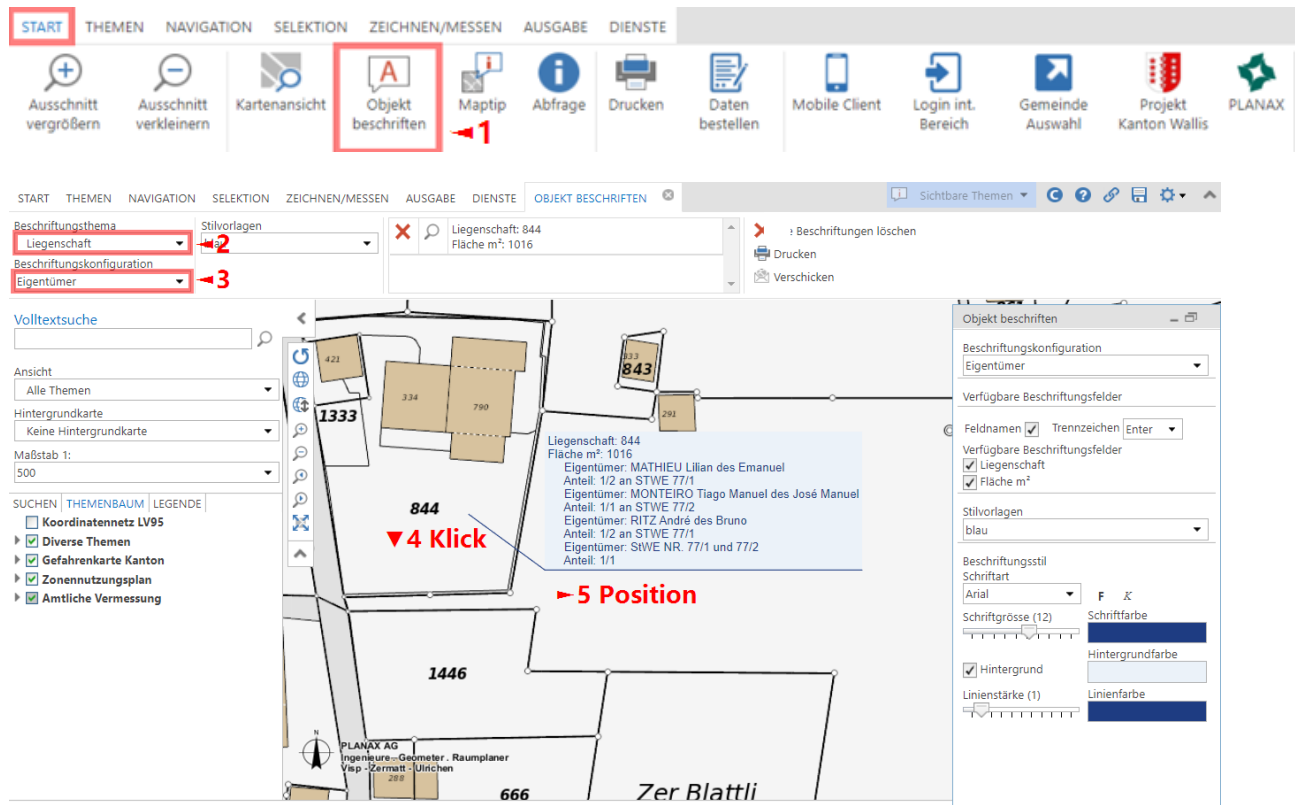 START THEMEN NAVIGATION SELEKTION ZEICHNEN/MESSEN AUSGABE DIENSTE
Ausschnitt vergrößern
Ausschnitt verkleinern
Kartenansicht
Objekt beschriften
Maptip
Abfrage
Drucken
Daten bestellen
Mobile Client
Login int. Bereich
Gemeinde Auswahl
Projekt Kanton Wallis
PLANAX
1
START THEMEN NAVIGATION SELEKTION ZEICHNEN/MESSEN AUSGABE DIENSTE OBJEKT BESCHRIFTEN
Sichtbare Themen
Beschriftungsthema
Liegenschaft
2
Beschriftungskonfiguration
Eigentümer
3
Stilvorlagen
Liegenschaft: 844
Fläche m²: 1016
e Beschriftungen löschen
Drucken
Verschicken
Volltextsuche
Ansicht
Alle Themen
Hintergrundkarte
Keine Hintergrundkarte
Maßstab 1:
500
SUCHEN THEMENBAUM LEGENDE
Koordinatennetz LV95
Diverse Themen
Gefahrenkarte Kanton
Zonennutzungsplan
Amtliche Vermessung
421
334
790
1333
333
843
291
Liegenschaft: 844
Fläche m²: 1016
Eigentümer: MATHIEU Lilian des Emanuel
Anteil: 1/2 an STWE 77/1
Eigentümer: MONTEIRO Tiago Manuel des José Manuel
Anteil: 1/1 an STWE 77/2
Eigentümer: RITZ André des Bruno
Anteil: 1/2 an STWE 77/1
Eigentümer: StWE NR. 77/1 und 77/2
Anteil: 1/1
844
4 Klick
5 Position
1446
N
PLANAX AG
Ingenieure - Geometer . Raumplaner
Visp - Zermatt - Ulrichen
288
666
Zer Blattli
Objekt beschriften
Beschriftungskonfiguration
Eigentümer
Verfügbare Beschriftungsfelder
Feldnamen Trennzeichen Enter
Verfügbare Beschriftungsfelder
Liegenschaft
Fläche m²
Stilvorlagen
blau
Beschriftungsstil
Schriftart
Arial F K
Schriftgrösse (12) Schriftfarbe
Hintergrundfarbe
Hintergrund
Linienstärke (1) Linienfarbe